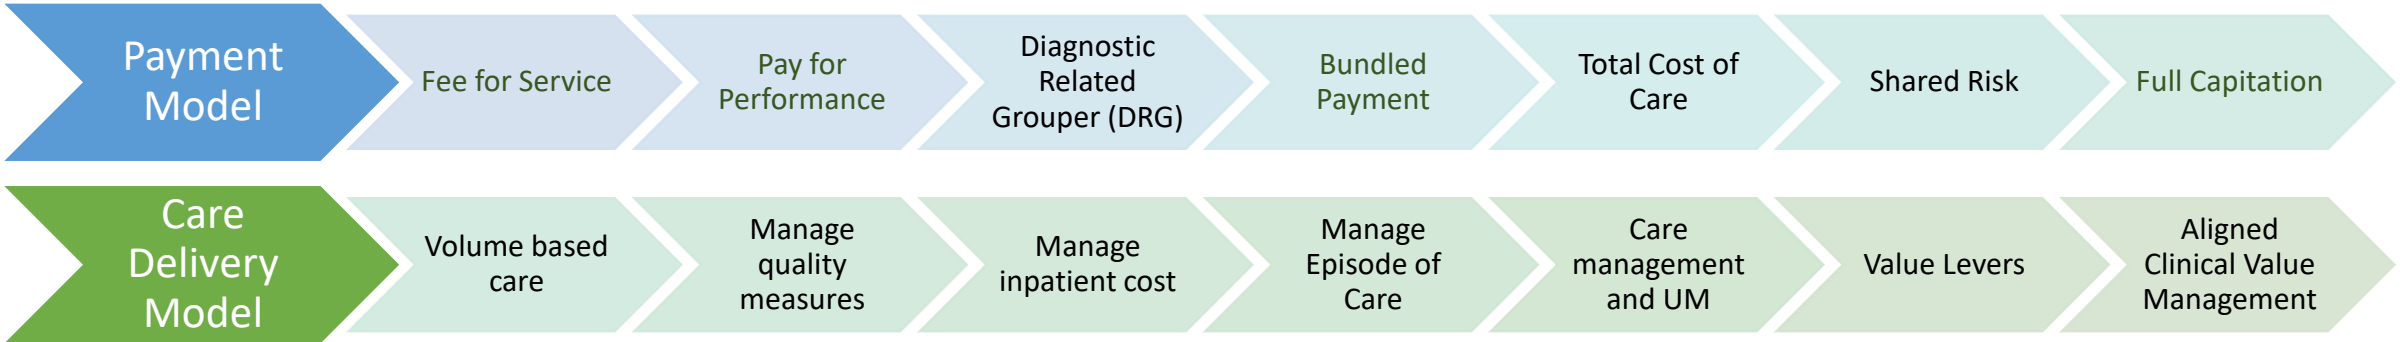 Payment
Model
Fee for Service
Pay for
Performance
Diagnostic
Related
Grouper (DRG)
Bundled
Payment
Total Cost of
Care
Shared Risk
Full Capitation
Care
Delivery
Model
Volume based
care
Manage
quality
measures
Manage
inpatient cost
Manage
Episode of
Care
Care
management
and UM
Value Levers
Aligned
Clinical Value
Management